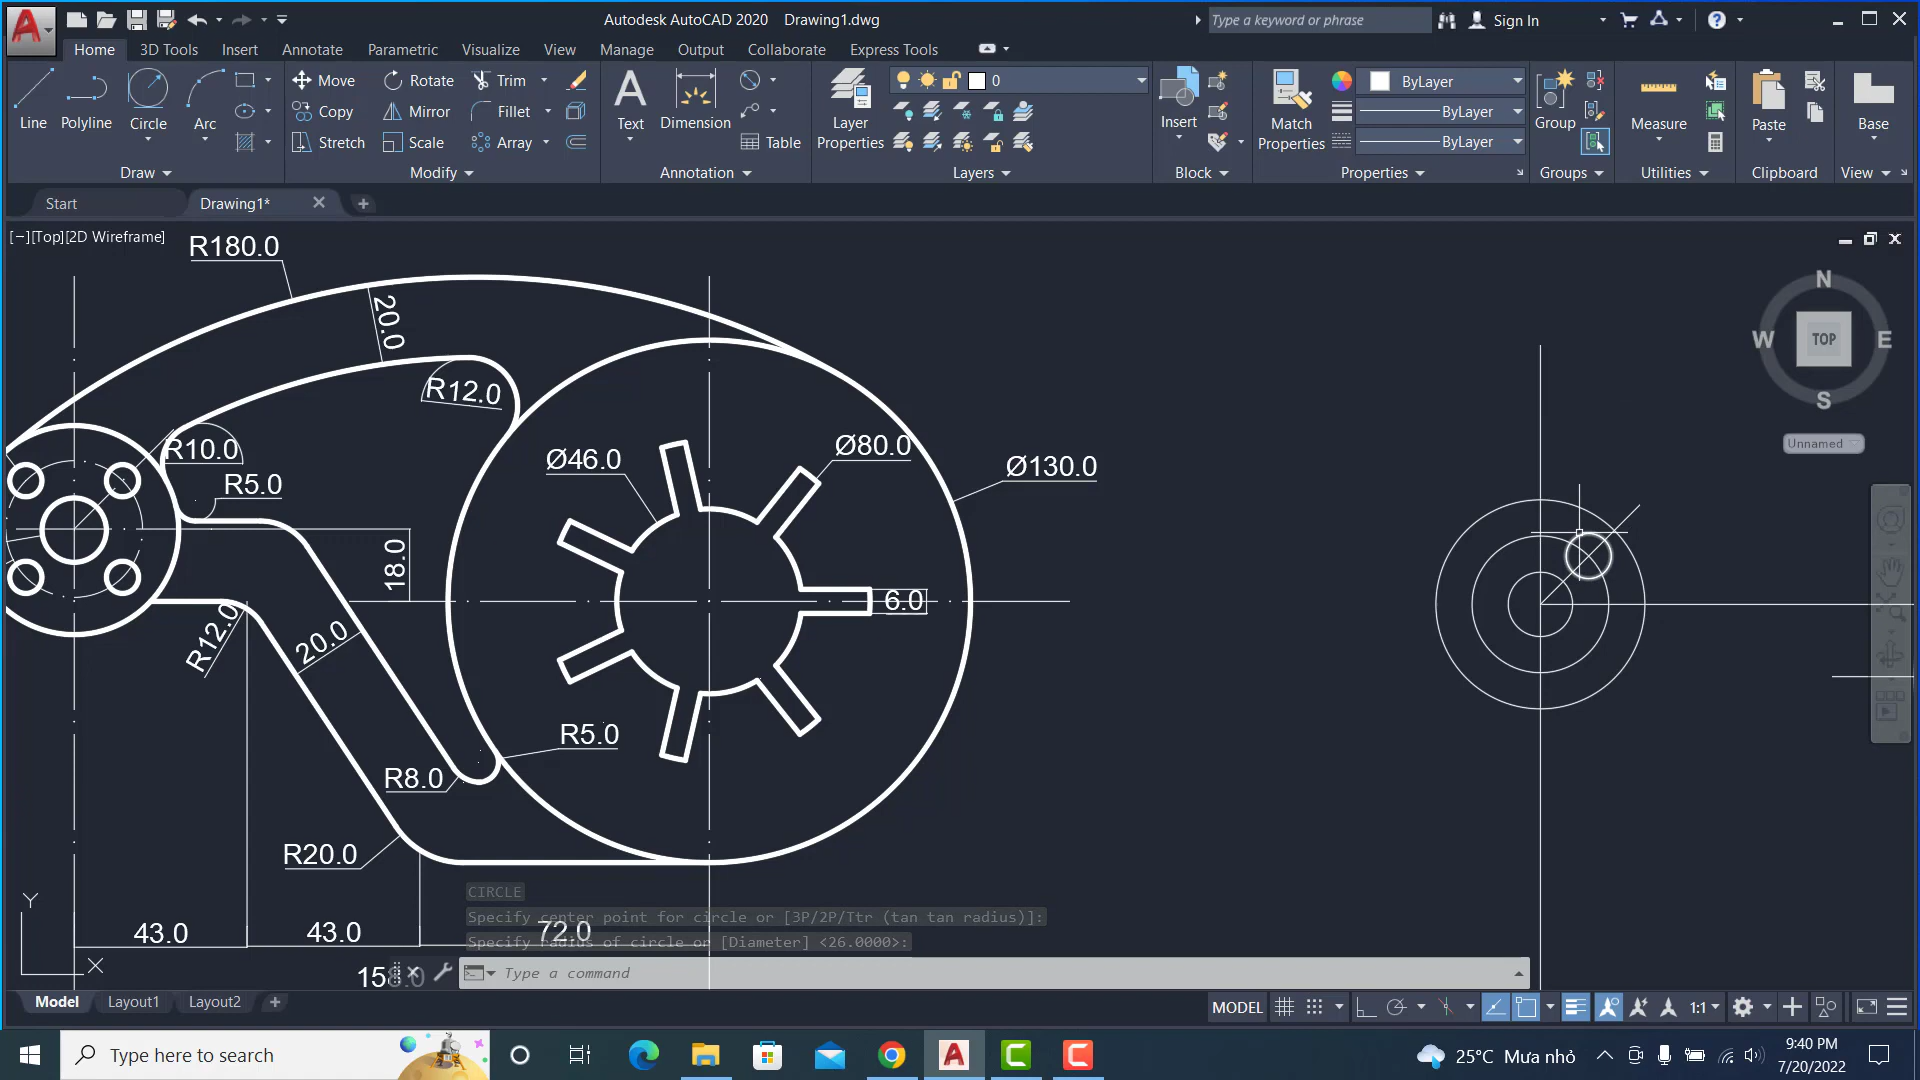 Autodesk AutoCAD 2020 Drawing1.dwg
Type a keyword or phrase
Sign In
Home 3D Tools Insert Annotate Parametric Visualize View Manage Output Collaborate Express Tools
Line Polyline Circle Arc
Move Rotate Trim
Copy Mirror Fillet
Stretch Scale Array
Text Dimension Table
Layer Properties
0
Insert
Match Properties
ByLayer
ByLayer
ByLayer
Group
Measure
Paste
Base
Draw Modify Annotation Layers Block Properties Groups Utilities Clipboard View
Start Drawing1*
[−][Top][2D Wireframe]
R180.0
20.0
R12.0
R10.0
R5.0
Ø46.0
Ø80.0
Ø130.0
18.0
6.0
R12.0
20.0
R5.0
R8.0
R20.0
43.0
43.0
72.0
N
W TOP E
S
Unnamed
Y
X
CIRCLE
Specify center point for circle or [3P/2P/Ttr (tan tan radius)]:
Specify radius of circle or [Diameter] <26.0000>:
Type a command
Model Layout1 Layout2
MODEL 1:1
Type here to search
25°C Mưa nhỏ
9:40 PM
7/20/2022